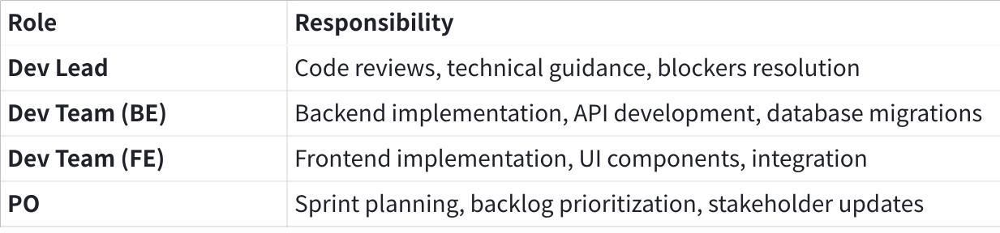 Role Responsibility
Dev Lead Code reviews, technical guidance, blockers resolution
Dev Team (BE) Backend implementation, API development, database migrations
Dev Team (FE) Frontend implementation, UI components, integration
PO Sprint planning, backlog prioritization, stakeholder updates